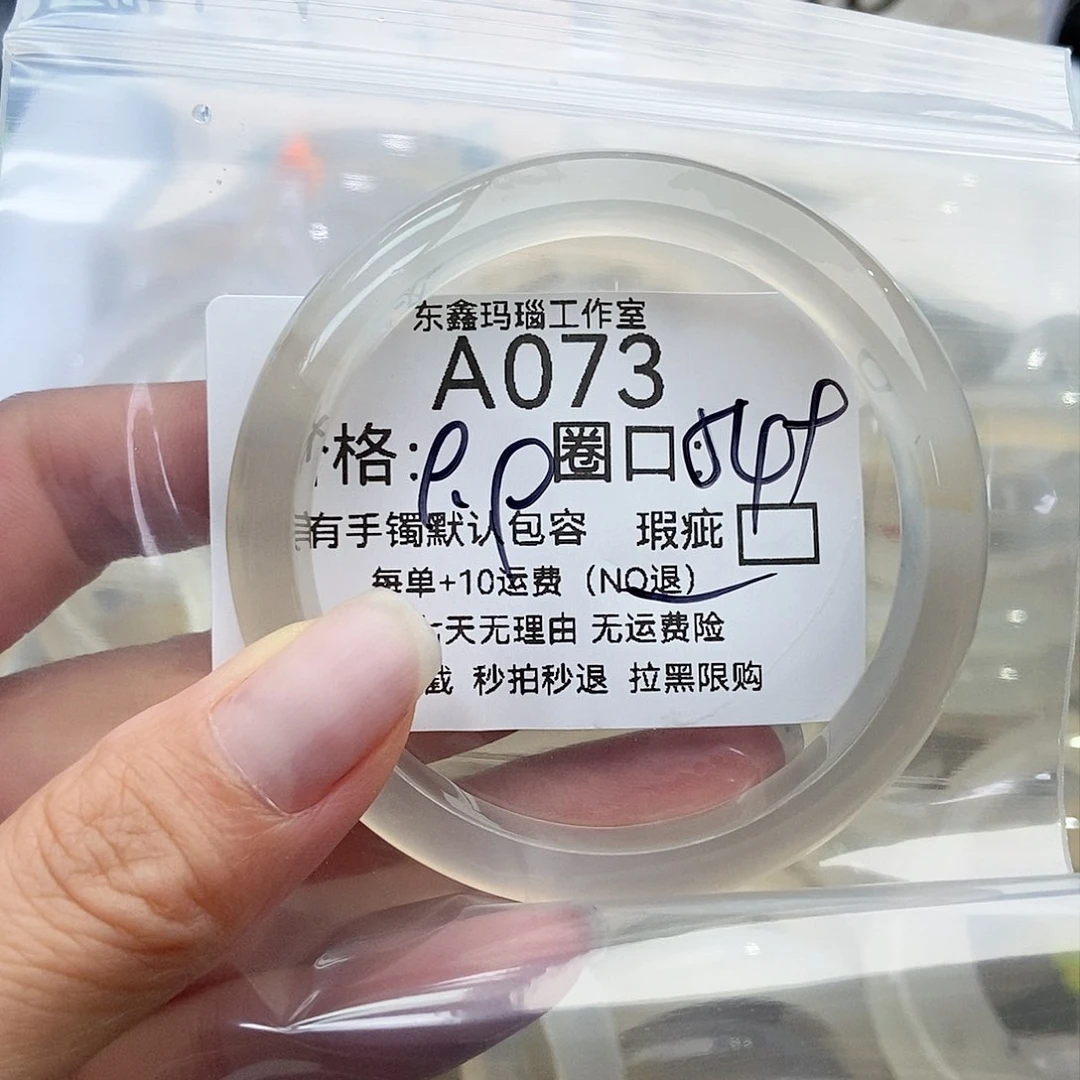 东鑫玛瑙工作室
A073
格: 圈口:
有手镯默认包容 瑕疵
每单+10运费（NO退）
七天无理由 无运费险
截 秒拍秒退 拉黑限购